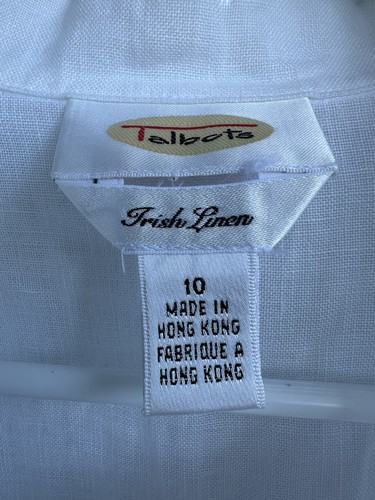 Talbots
Irish Linen
10
MADE IN
HONG KONG
FABRIQUE A
HONG KONG